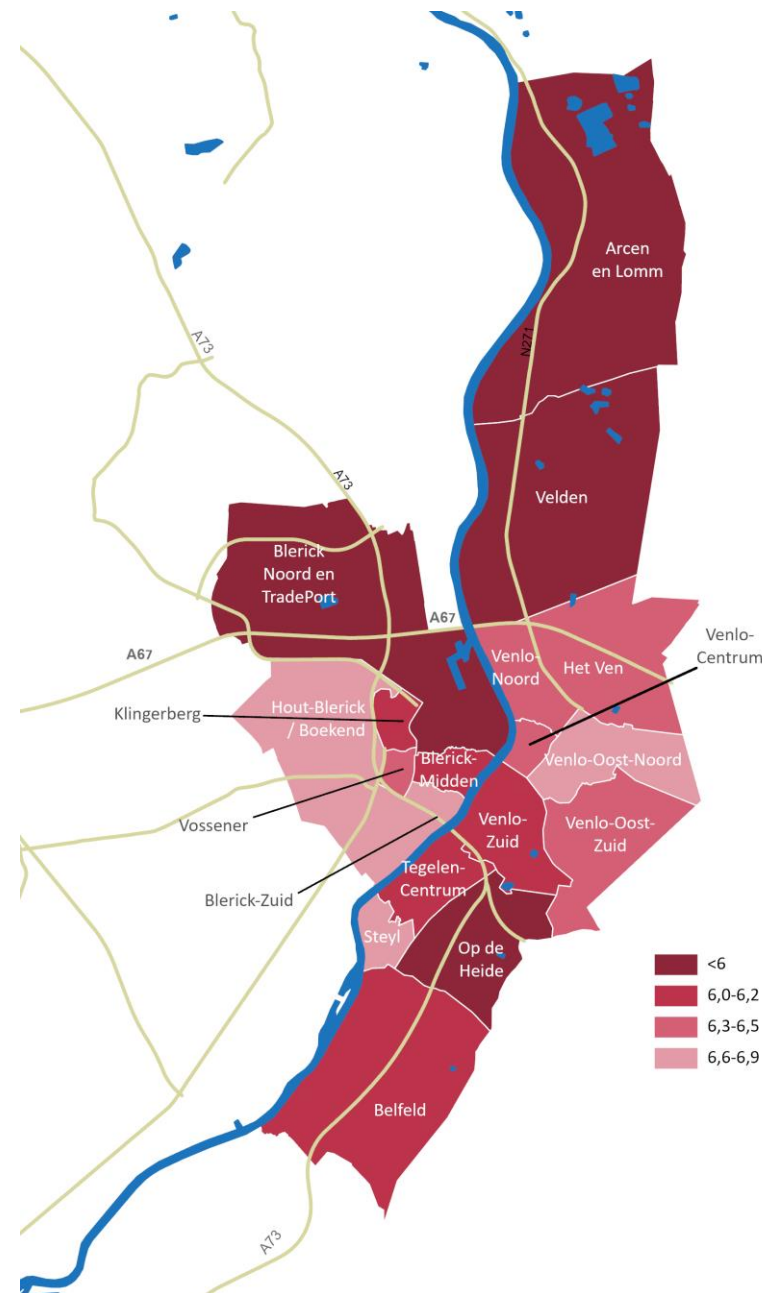 Arcen
en Lomm
A73
N271
A73
Velden
Blerick
Noord en
TradePort
A67
A67
Venlo-
Noord
Het Ven
Venlo-
Centrum
Klingerberg
Hout-Blerick
/ Boekend
Blerick-
Midden
Venlo-Oost-Noord
Vossener
Venlo-
Zuid
Venlo-Oost-
Zuid
Blerick-Zuid
Tegelen-
Centrum
Steyl
Op de
Heide
<6
6,0-6,2
6,3-6,5
6,6-6,9
Belfeld
A73